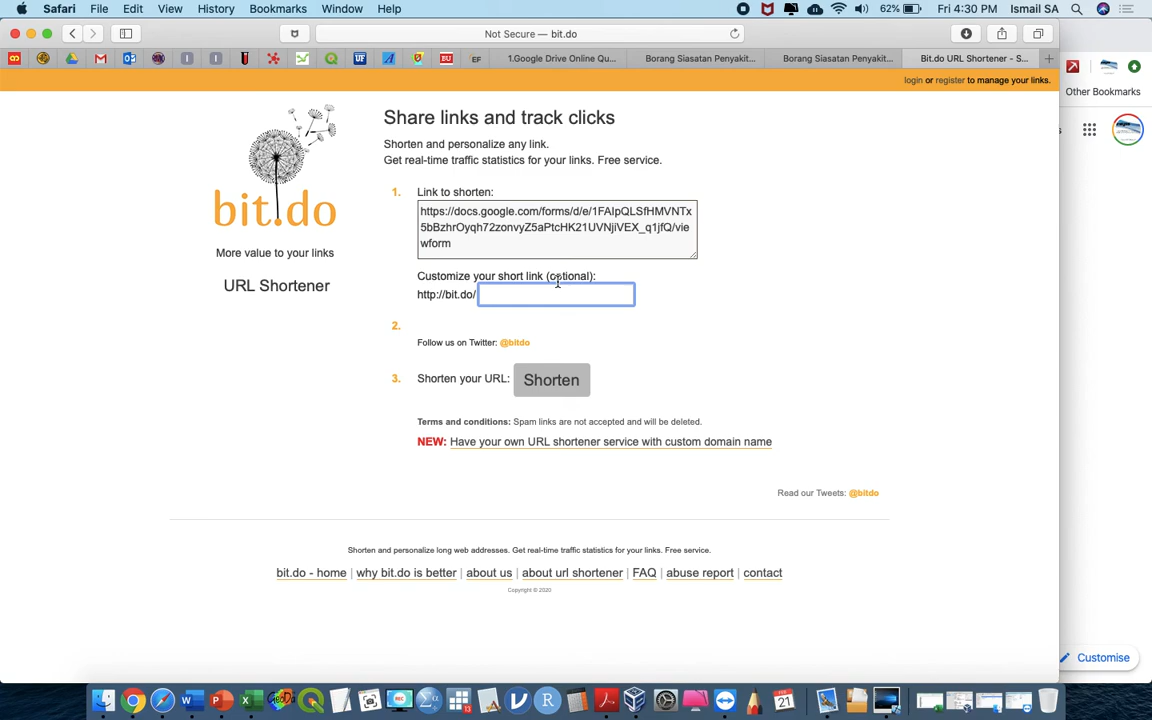 Safari File Edit View History Bookmarks Window Help
62% Fri 4:30 PM Ismail SA
Not Secure — bit.do
EF 1.Google Drive Online Qu... Borang Siasatan Penyakit... Borang Siasatan Penyakit... Bit.do URL Shortener - S...
login or register to manage your links.
Other Bookmarks
Share links and track clicks
Shorten and personalize any link.
Get real-time traffic statistics for your links. Free service.
bit.do
More value to your links
URL Shortener
1. Link to shorten:
https://docs.google.com/forms/d/e/1FAIpQLSfHMVNTx
5bBzhrOyqh72zonvyZ5aPtcHK21UVNjiVEX_q1jfQ/vie
wform
Customize your short link (optional):
http://bit.do/
2.
Follow us on Twitter: @bitdo
3. Shorten your URL: Shorten
Terms and conditions: Spam links are not accepted and will be deleted.
NEW: Have your own URL shortener service with custom domain name
Read our Tweets: @bitdo
Shorten and personalize long web addresses. Get real-time traffic statistics for your links. Free service.
bit.do - home | why bit.do is better | about us | about url shortener | FAQ | abuse report | contact
Copyright © 2020
Customise